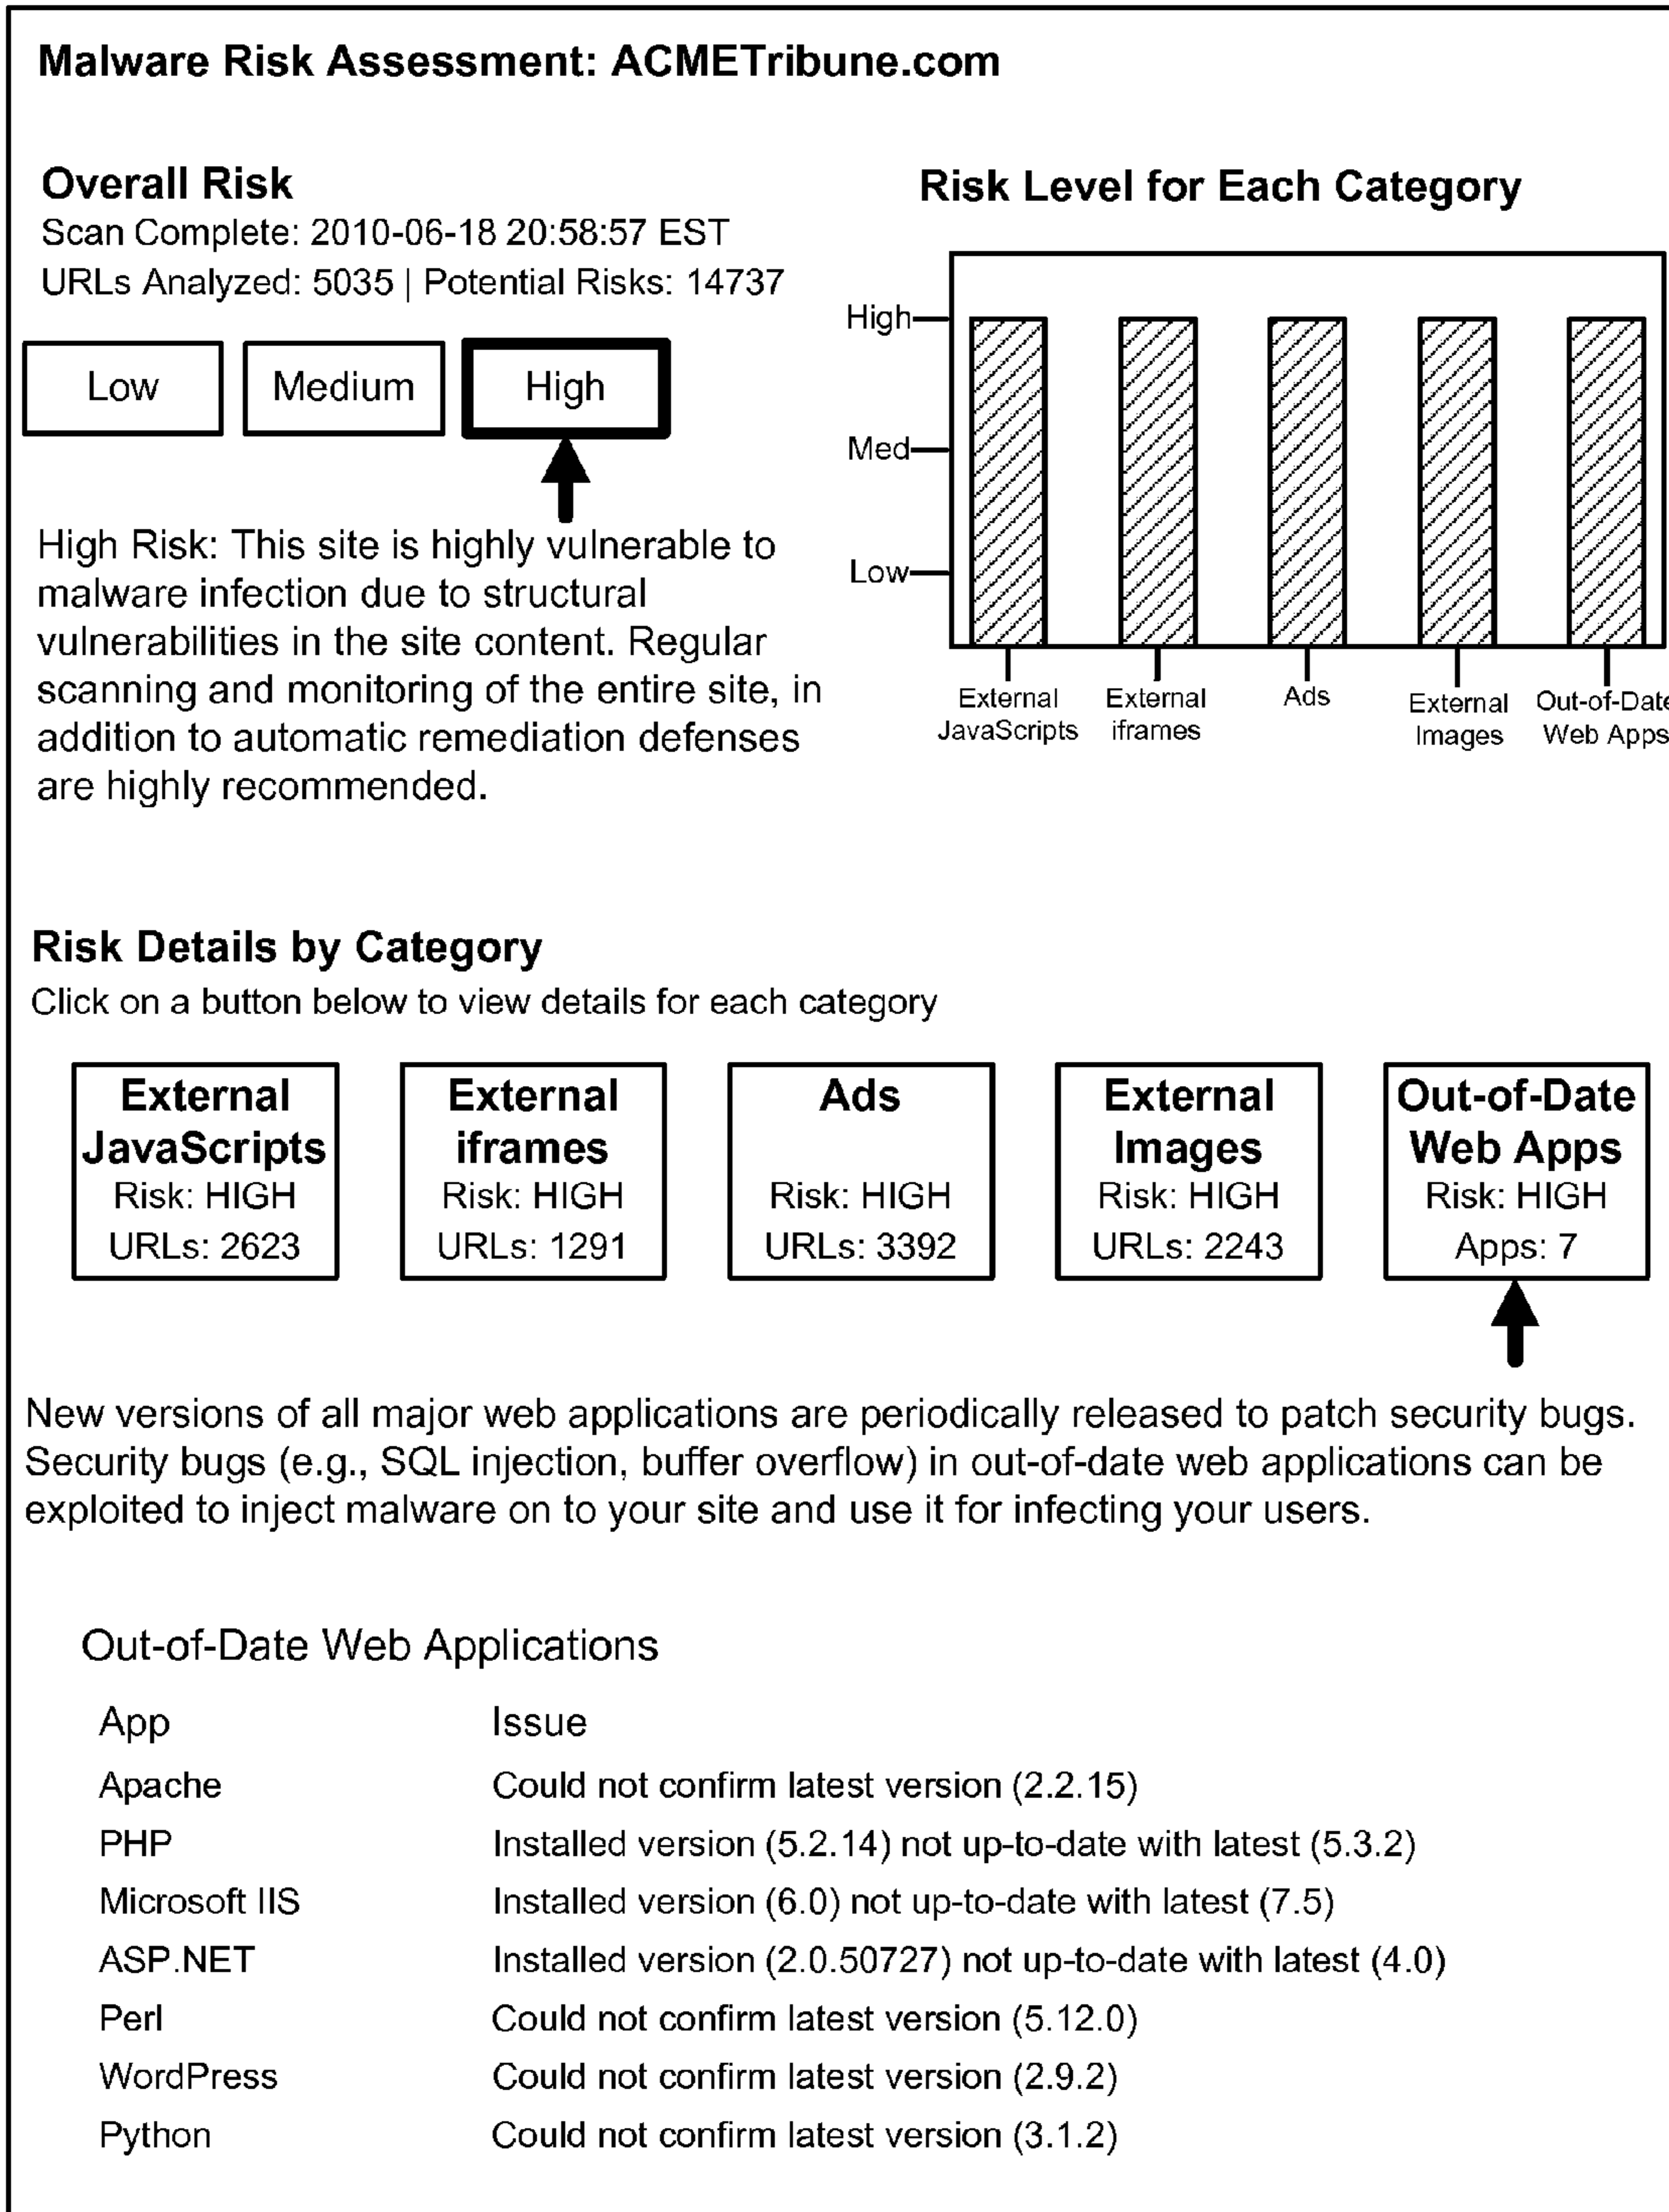 Malware Risk Assessment: ACMETribune.com
Overall Risk
Scan Complete: 2010-06-18 20:58:57 EST
URLs Analyzed: 5035 | Potential Risks: 14737
Low
Medium
High
High Risk: This site is highly vulnerable to
malware infection due to structural
vulnerabilities in the site content. Regular
scanning and monitoring of the entire site, in
addition to automatic remediation defenses
are highly recommended.
Risk Level for Each Category
High
Med
Low
External
JavaScripts
External
iframes
Ads
External
Images
Out-of-Date
Web Apps
Risk Details by Category
Click on a button below to view details for each category
External
JavaScripts
Risk: HIGH
URLs: 2623
External
iframes
Risk: HIGH
URLs: 1291
Ads
Risk: HIGH
URLs: 3392
External
Images
Risk: HIGH
URLs: 2243
Out-of-Date
Web Apps
Risk: HIGH
Apps: 7
New versions of all major web applications are periodically released to patch security bugs.
Security bugs (e.g., SQL injection, buffer overflow) in out-of-date web applications can be
exploited to inject malware on to your site and use it for infecting your users.
Out-of-Date Web Applications
App Issue
Apache Could not confirm latest version (2.2.15)
PHP Installed version (5.2.14) not up-to-date with latest (5.3.2)
Microsoft IIS Installed version (6.0) not up-to-date with latest (7.5)
ASP.NET Installed version (2.0.50727) not up-to-date with latest (4.0)
Perl Could not confirm latest version (5.12.0)
WordPress Could not confirm latest version (2.9.2)
Python Could not confirm latest version (3.1.2)